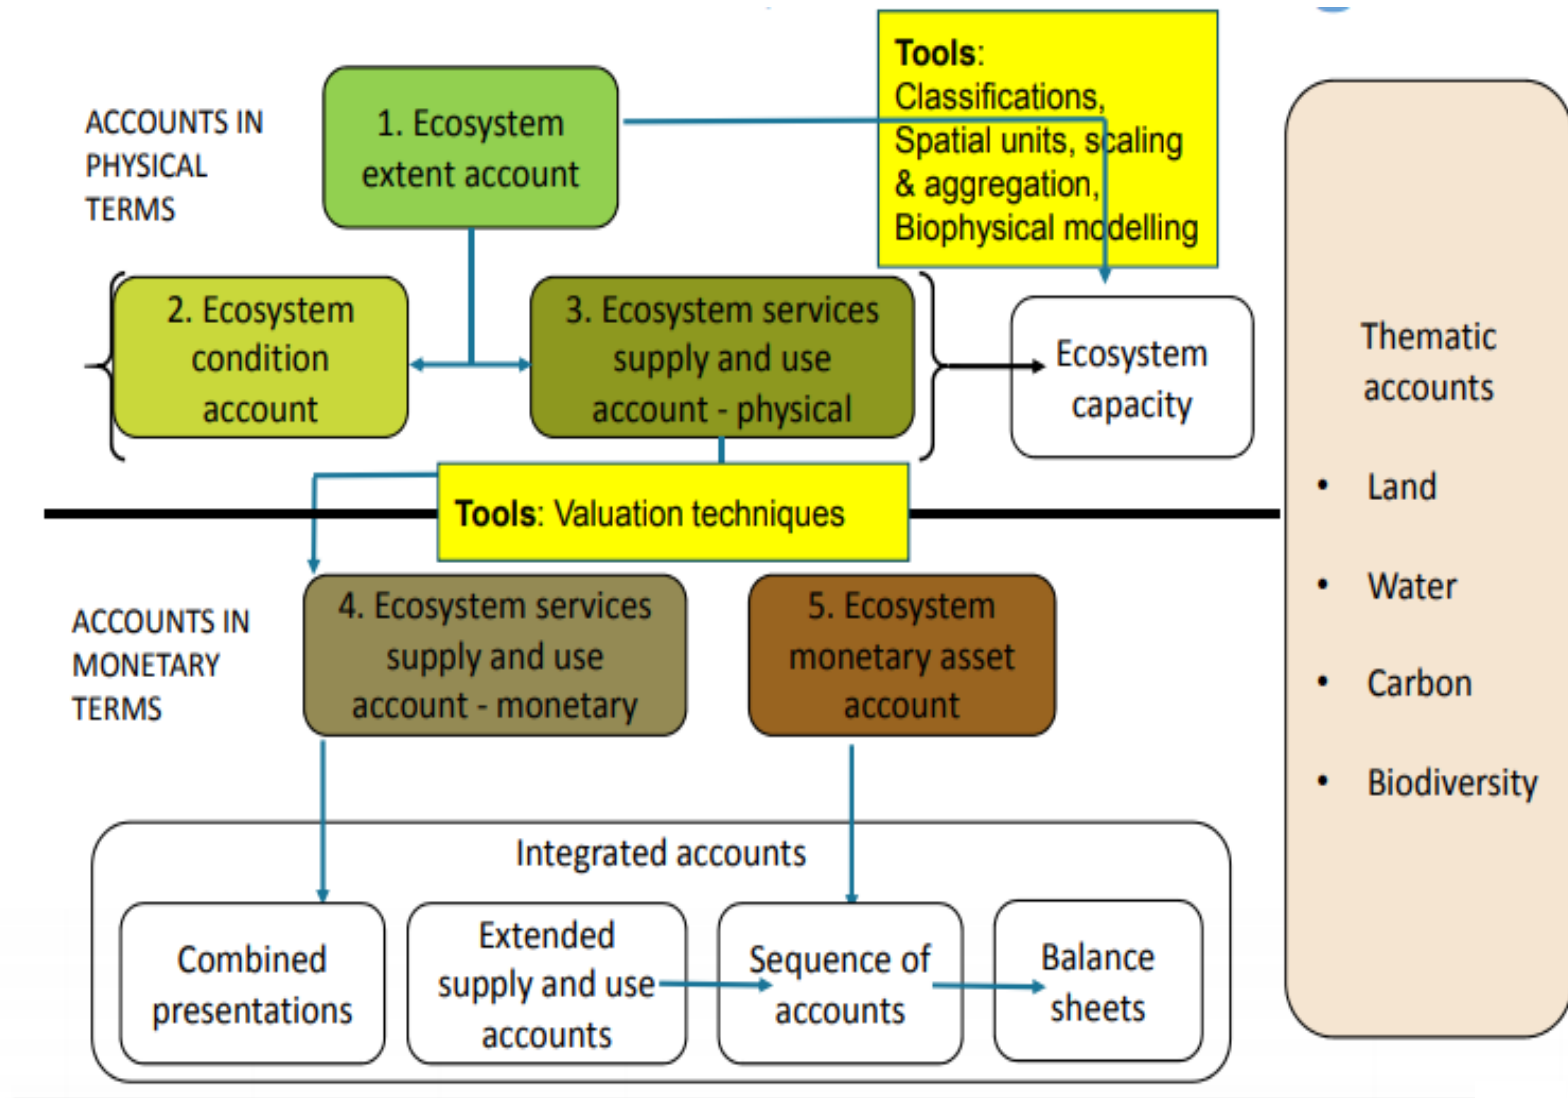 Tools:
Classifications,
Spatial units, scaling
& aggregation,
Biophysical modelling
ACCOUNTS IN
PHYSICAL
TERMS
1. Ecosystem
extent account
2. Ecosystem
condition
account
3. Ecosystem services
supply and use
account - physical
Ecosystem
capacity
Tools: Valuation techniques
ACCOUNTS IN
MONETARY
TERMS
4. Ecosystem services
supply and use
account - monetary
5. Ecosystem
monetary asset
account
Integrated accounts
Combined
presentations
Extended
supply and use
accounts
Sequence of
accounts
Balance
sheets
Thematic
accounts
• Land
• Water
• Carbon
• Biodiversity